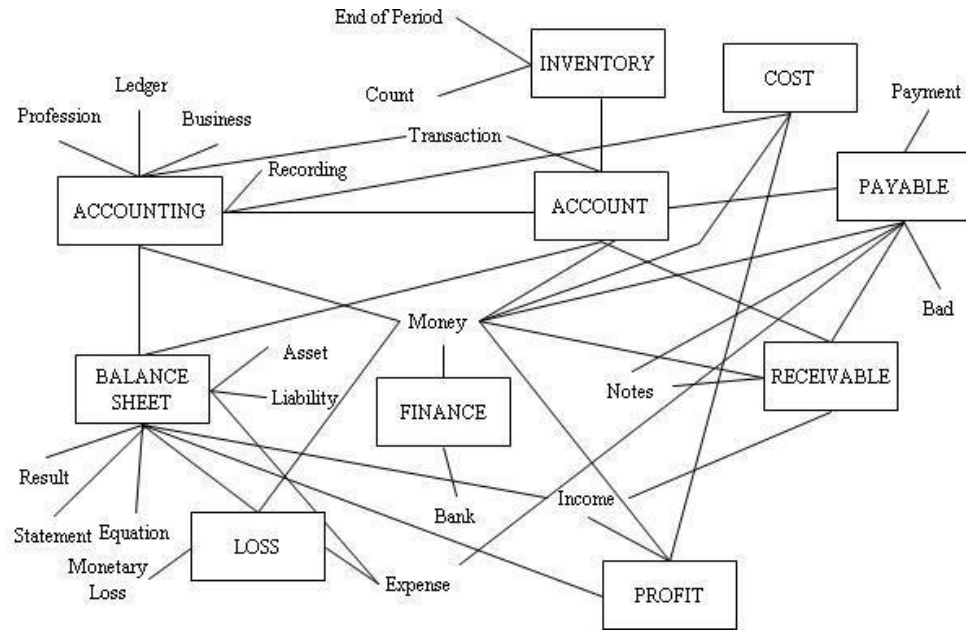 End of Period
INVENTORY
COST
Ledger
Count
Payment
Profession
Business
Transaction
Recording
ACCOUNTING
ACCOUNT
PAYABLE
Bad
Money
Asset
BALANCE
SHEET
Liability
FINANCE
Notes
RECEIVABLE
Result
Income
Bank
Statement
Equation
LOSS
Monetary
Loss
Expense
PROFIT